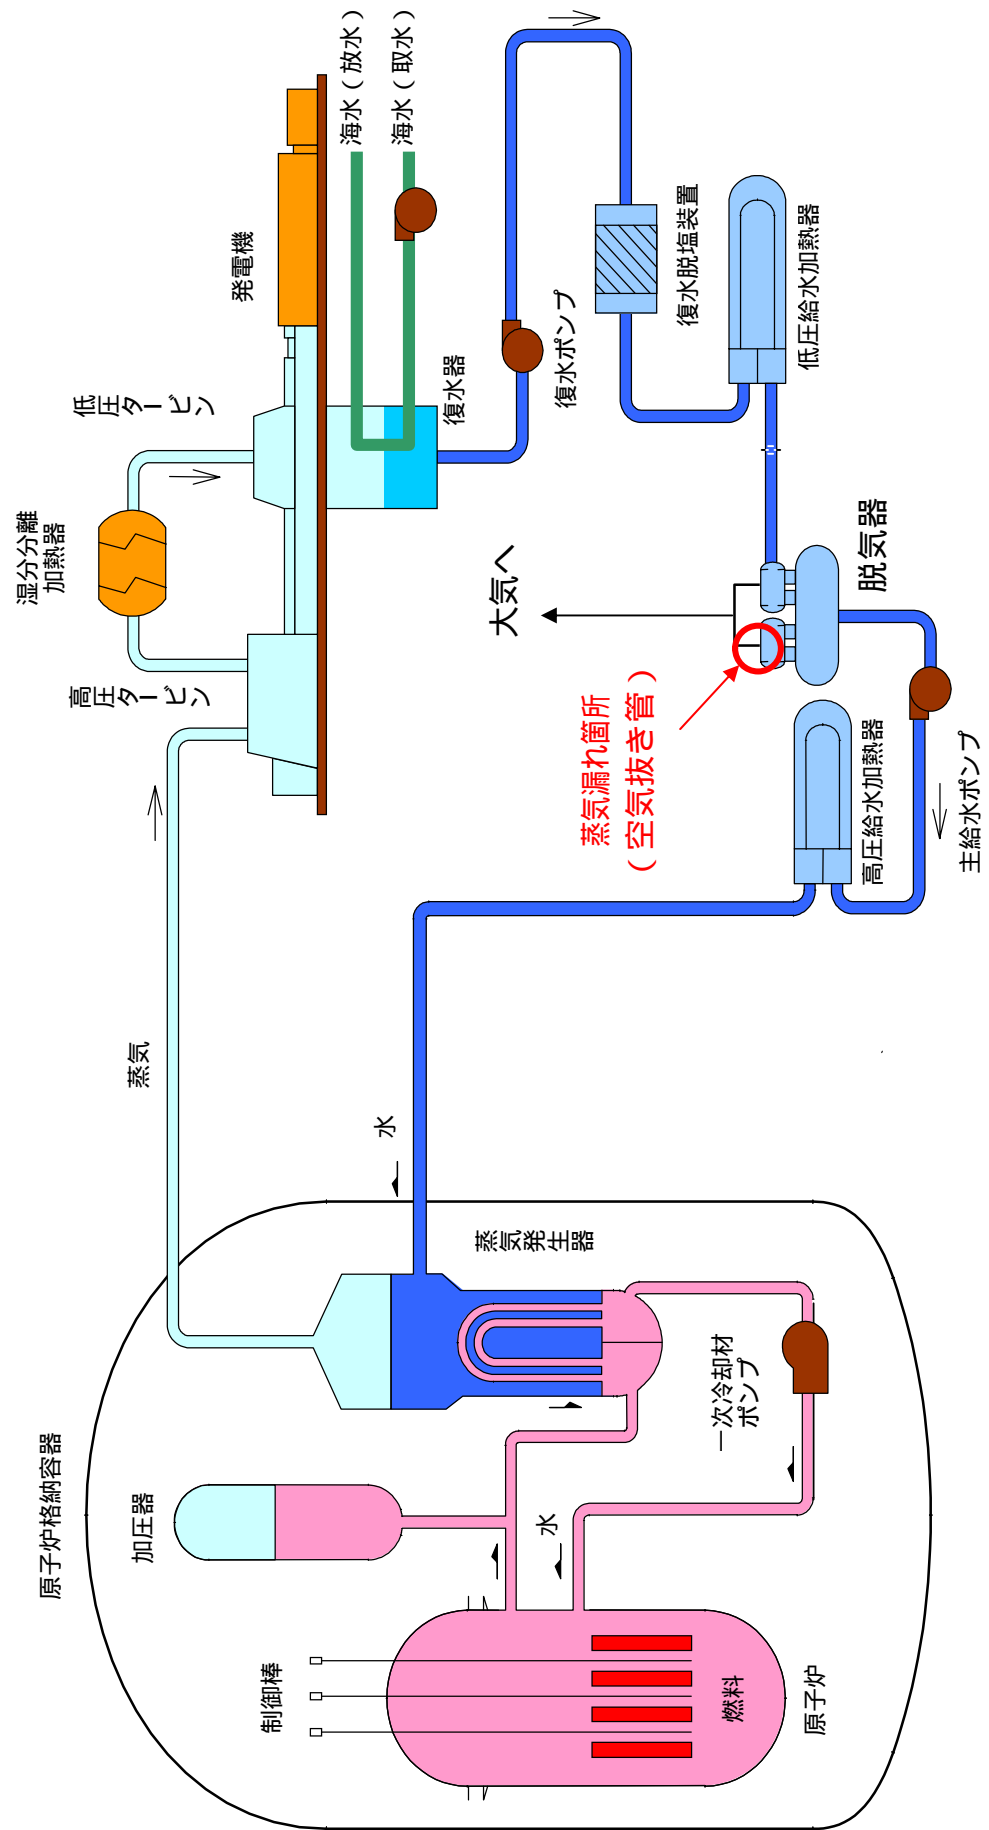 原子炉格納容器
加圧器
制御棒
燃料
原子炉
水
一次冷却材
ポンプ
蒸気発生器
水
蒸気
湿分分離
加熱器
高圧タービン
低圧タービン
発電機
海水(放水)
海水(取水)
復水器
復水ポンプ
復水脱塩装置
低圧給水加熱器
大気へ
脱気器
蒸気漏れ箇所
(空気抜き管)
高圧給水加熱器
主給水ポンプ